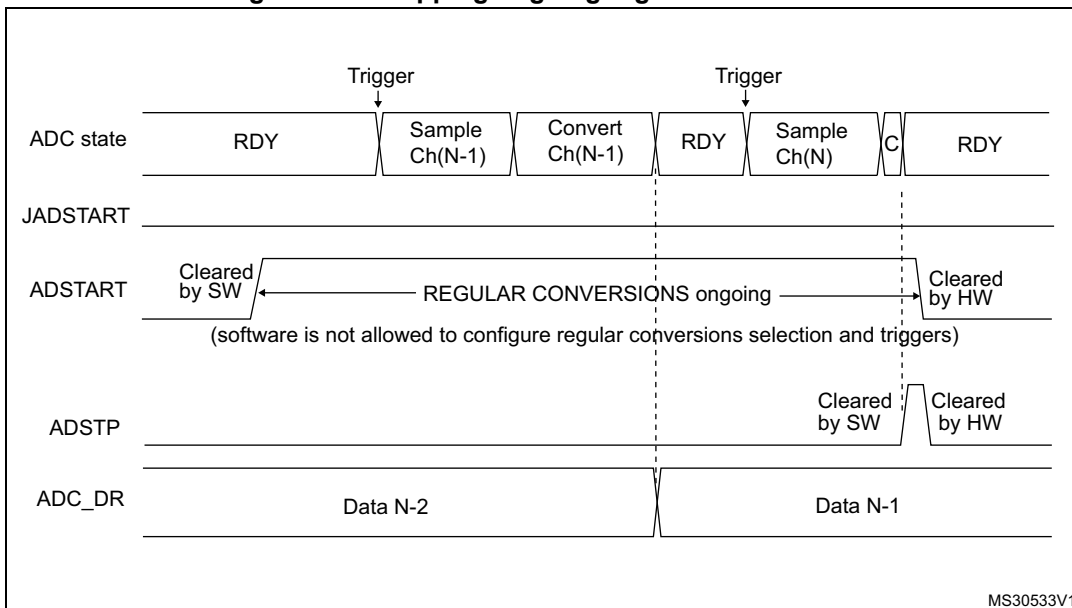 Trigger
Trigger
ADC state
RDY
Sample
Ch(N-1)
Convert
Ch(N-1)
RDY
Sample
Ch(N)
C
RDY
JADSTART
ADSTART
Cleared
by SW
REGULAR CONVERSIONS ongoing
Cleared
by HW
(software is not allowed to configure regular conversions selection and triggers)
ADSTP
Cleared
by SW
Cleared
by HW
ADC_DR
Data N-2
Data N-1
MS30533V1